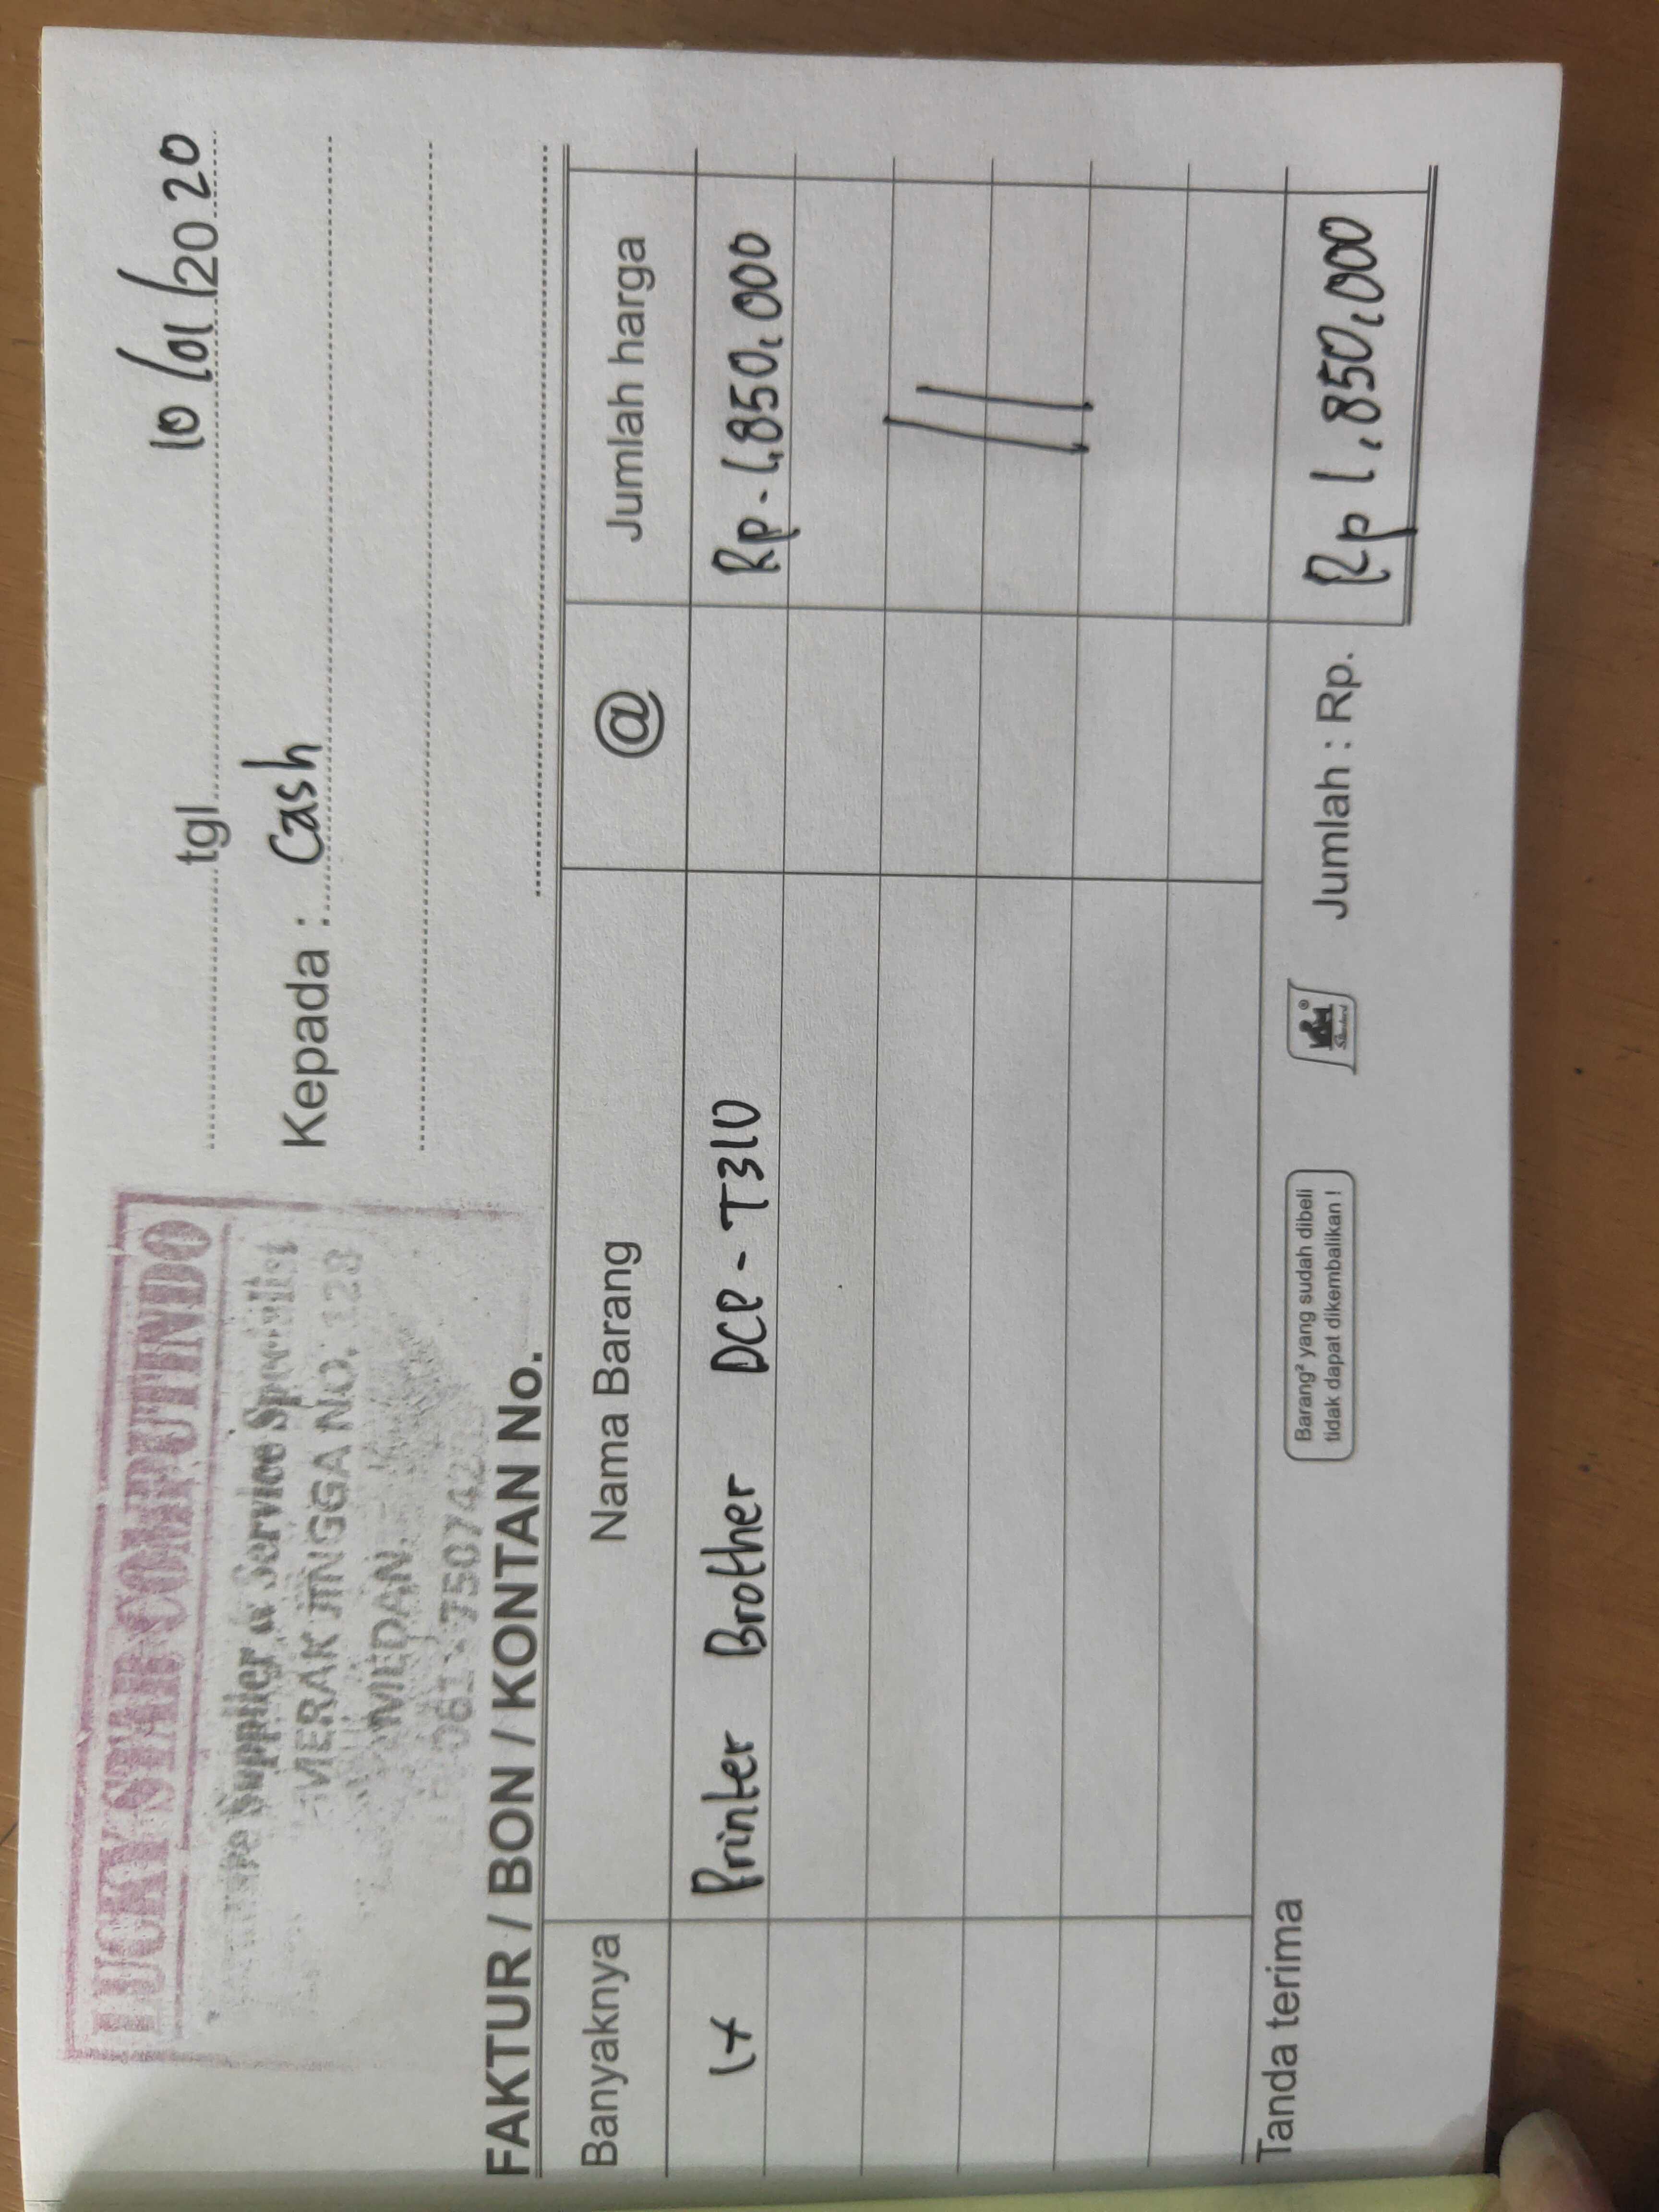 LUCKY STAR COMPUTINDO
Supplier & Service
MERAK JINGGA NO. 128
MEDAN
tgl 10/01/2020
Kepada : Cash
FAKTUR / BON / KONTAN No.
Banyaknya Nama Barang @ Jumlah harga
1x Printer Brother DCP - T310 Rp. 1.850.000
Tanda terima
Barang² yang sudah dibeli
tidak dapat dikembalikan !
Jumlah : Rp. Rp 1.850.000